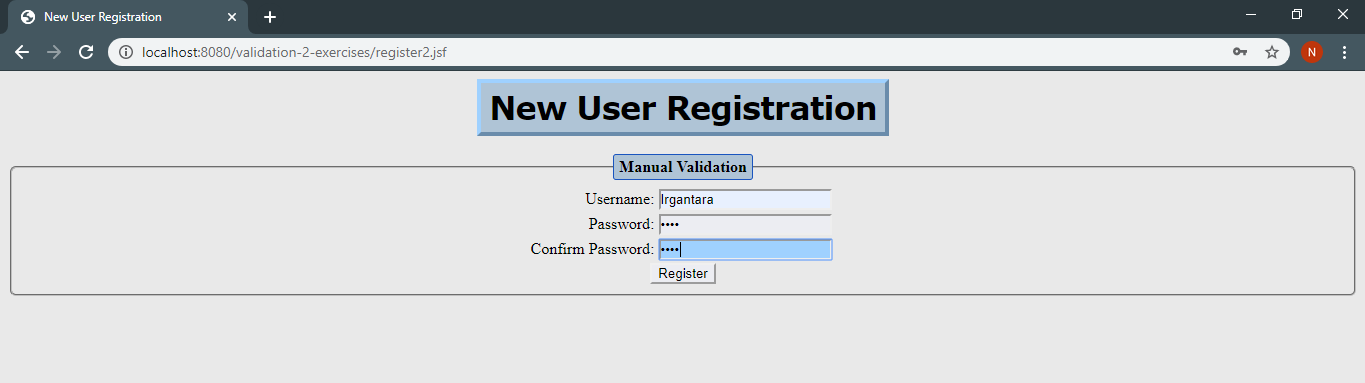 New User Registration
localhost:8080/validation-2-exercises/register2.jsf
N
New User Registration
Manual Validation
Username: Irgantara
Password: ••••
Confirm Password: ••••
Register